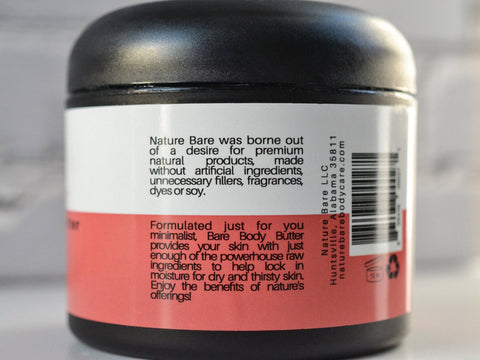 Nature Bare was borne out
of a desire for premium
natural products, made
without artificial ingredients,
unnecessary fillers, fragrances,
dyes or soy.
Formulated just for you
minimalist, Bare Body Butter
provides your skin with just
enough of the powerhouse raw
ingredients to help lock in
moisture for dry and thirsty skin.
Enjoy the benefits of nature's
offerings!
Nature Bare LLC
Huntsville, Alabama 35811
naturebarebodycare.com